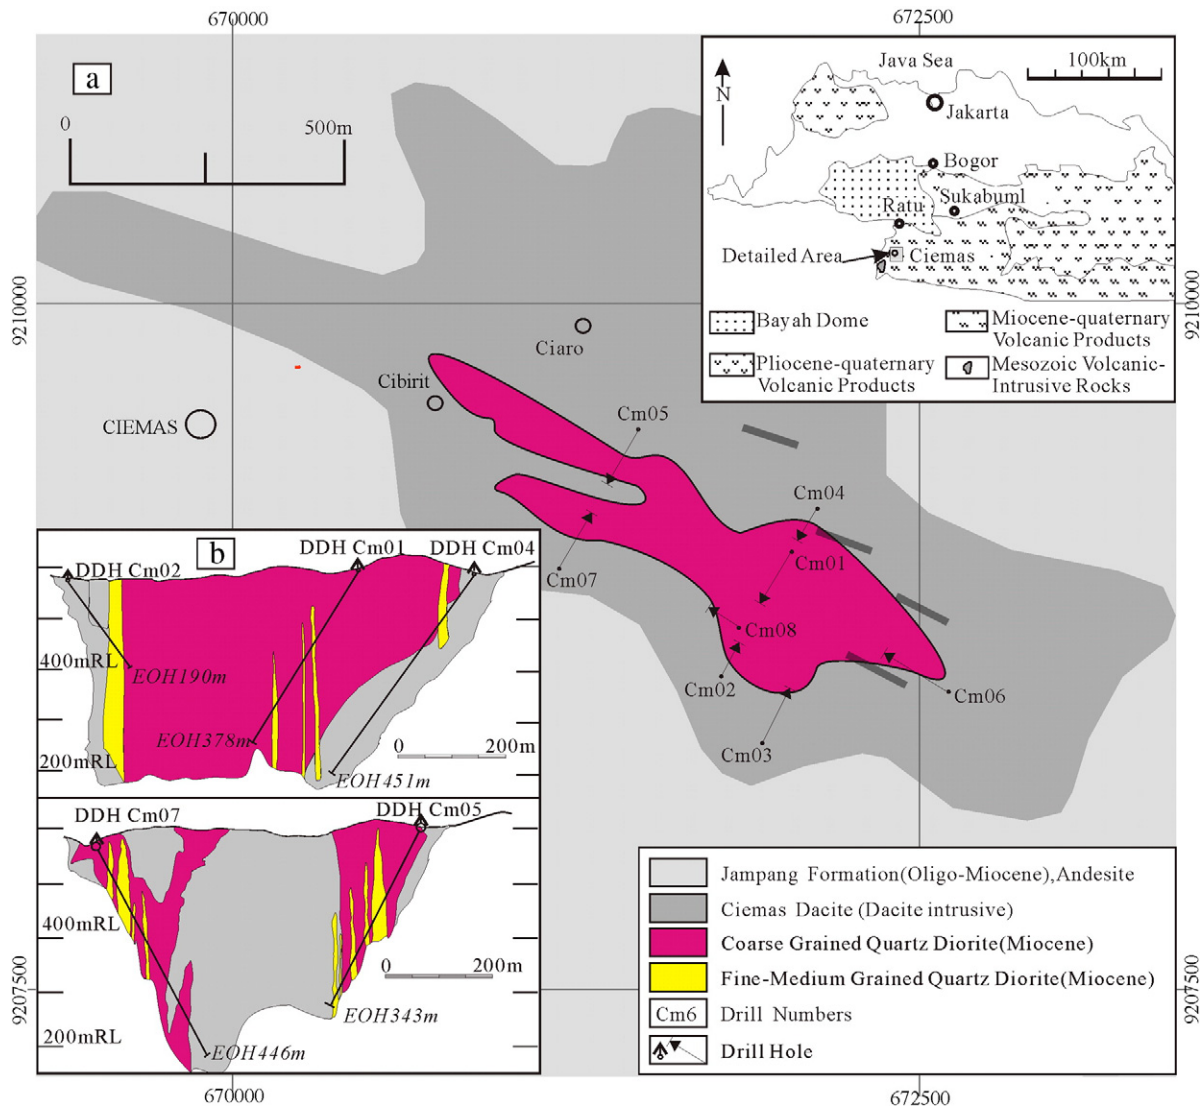 670000
672500
a
0
500m
N
Java Sea
100km
Jakarta
Bogor
Sukabuml
Ratu
Detailed Area
Ciemas
Bayah Dome
Miocene-quaternary
Volcanic Products
Pliocene-quaternary
Volcanic Products
Mesozoic Volcanic-
Intrusive Rocks
9210000
9210000
Ciaro
Cibirit
CIEMAS
Cm05
Cm04
Cm01
Cm07
Cm08
Cm02
Cm06
Cm03
b
DDH Cm01
DDH Cm04
DDH Cm02
400mRL
EOH190m
EOH378m
0
200m
200mRL
EOH451m
DDH Cm07
DDH Cm05
400mRL
0
200m
EOH343m
200mRL
EOH446m
Jampang Formation(Oligo-Miocene),Andesite
Ciemas Dacite (Dacite intrusive)
Coarse Grained Quartz Diorite(Miocene)
Fine-Medium Grained Quartz Diorite(Miocene)
Cm6
Drill Numbers
Drill Hole
9207500
9207500
670000
672500